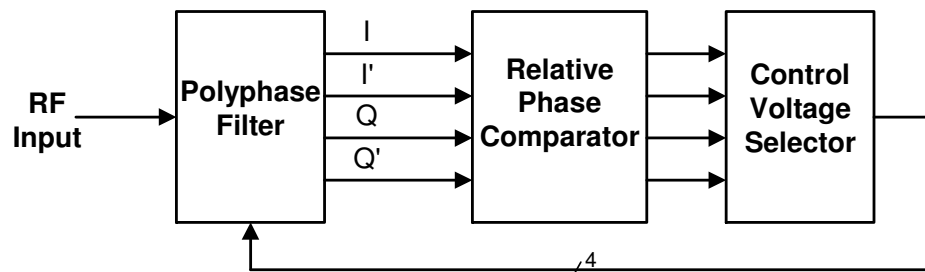 RF
Input
Polyphase
Filter
I
I'
Q
Q'
Relative
Phase
Comparator
Control
Voltage
Selector
4